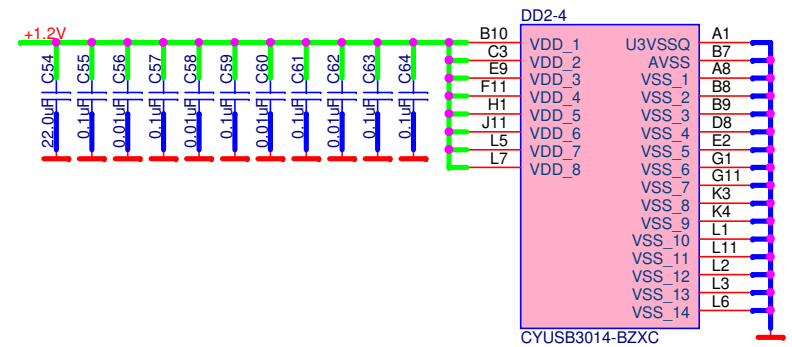 DD2-4
+1.2V
C54 22.0uF
C55 0.1uF
C56 0.01uF
C57 0.1uF
C58 0.01uF
C59 0.1uF
C60 0.01uF
C61 0.1uF
C62 0.01uF
C63 0.1uF
C64 0.1uF
B10 VDD_1 U3VSSQ A1
C3 VDD_2 AVSS B7
E9 VDD_3 VSS_1 A8
F11 VDD_4 VSS_2 B8
H1 VDD_5 VSS_3 B9
J11 VDD_6 VSS_4 D8
L5 VDD_7 VSS_5 E2
L7 VDD_8 VSS_6 G1
VSS_7 G11
VSS_8 K3
VSS_9 K4
VSS_10 L1
VSS_11 L11
VSS_12 L2
VSS_13 L3
VSS_14 L6
CYUSB3014-BZXC